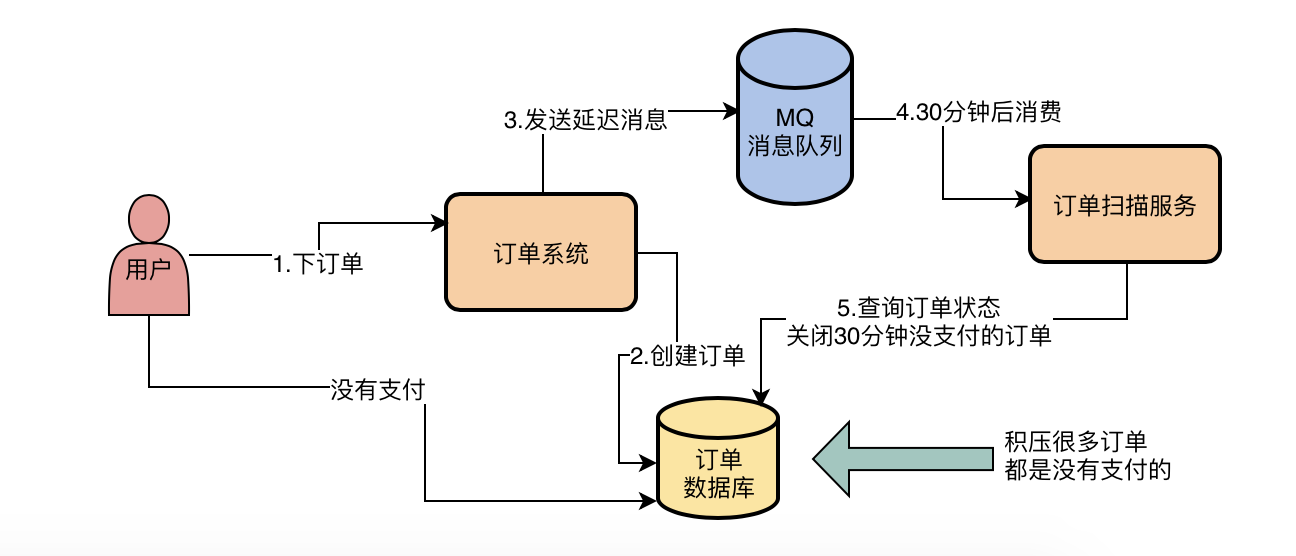 3.发送延迟消息
MQ
消息队列
4.30分钟后消费
订单扫描服务
用户
1.下订单
订单系统
5.查询订单状态
关闭30分钟没支付的订单
2.创建订单
没有支付
订单
数据库
积压很多订单
都是没有支付的